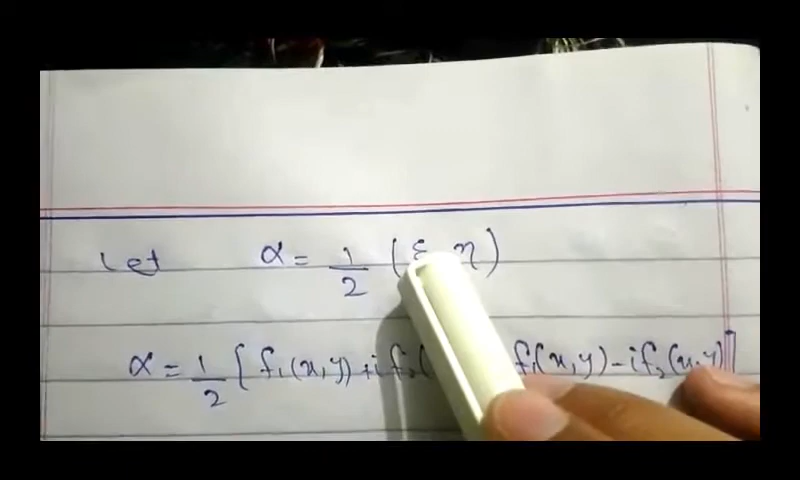 Let α = 1/2 (ξ η)
α = 1/2 [ f₁(x,y) + i f₂( f₁(x,y) - i f₂(x,y) ]